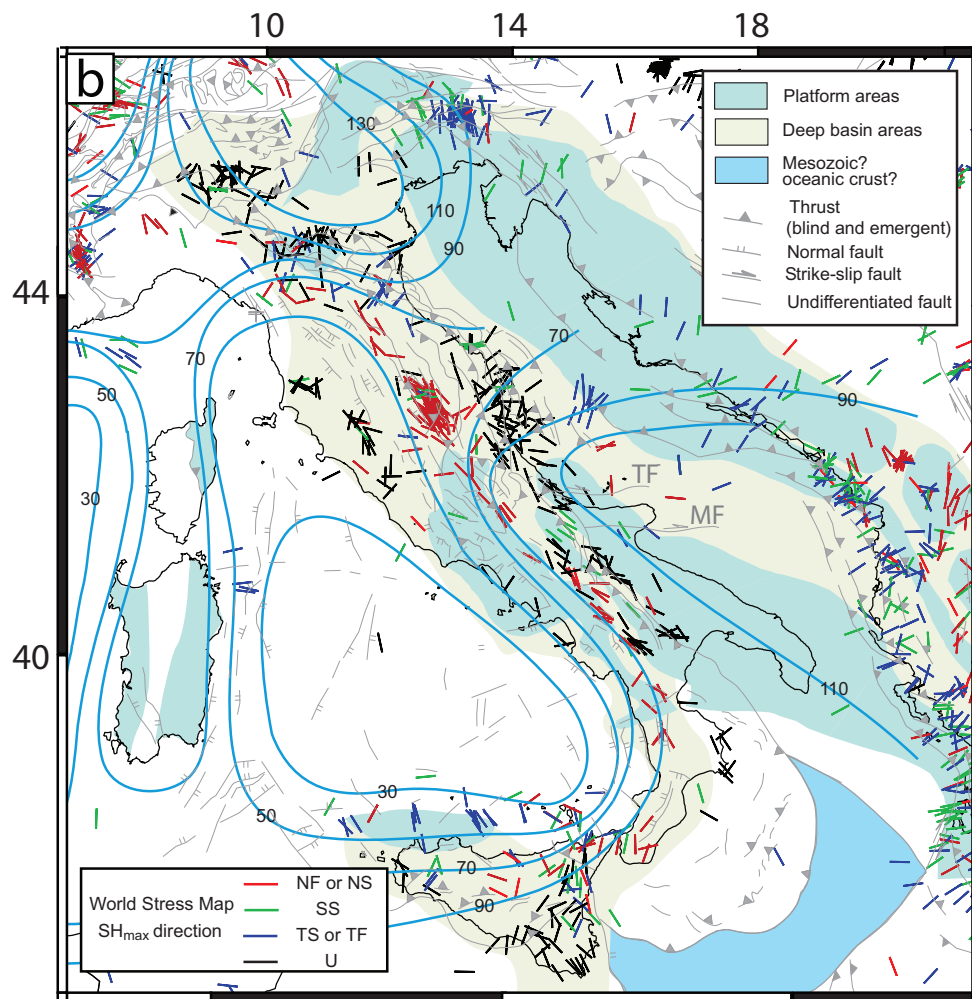 10 14 18
b
Platform areas
Deep basin areas
Mesozoic?
oceanic crust?
Thrust
(blind and emergent)
Normal fault
Strike-slip fault
Undifferentiated fault
130
110
90
44
70
70
50
90
30
TF
MF
40
110
30
50
70
90
World Stress Map
SHmax direction
NF or NS
SS
TS or TF
U